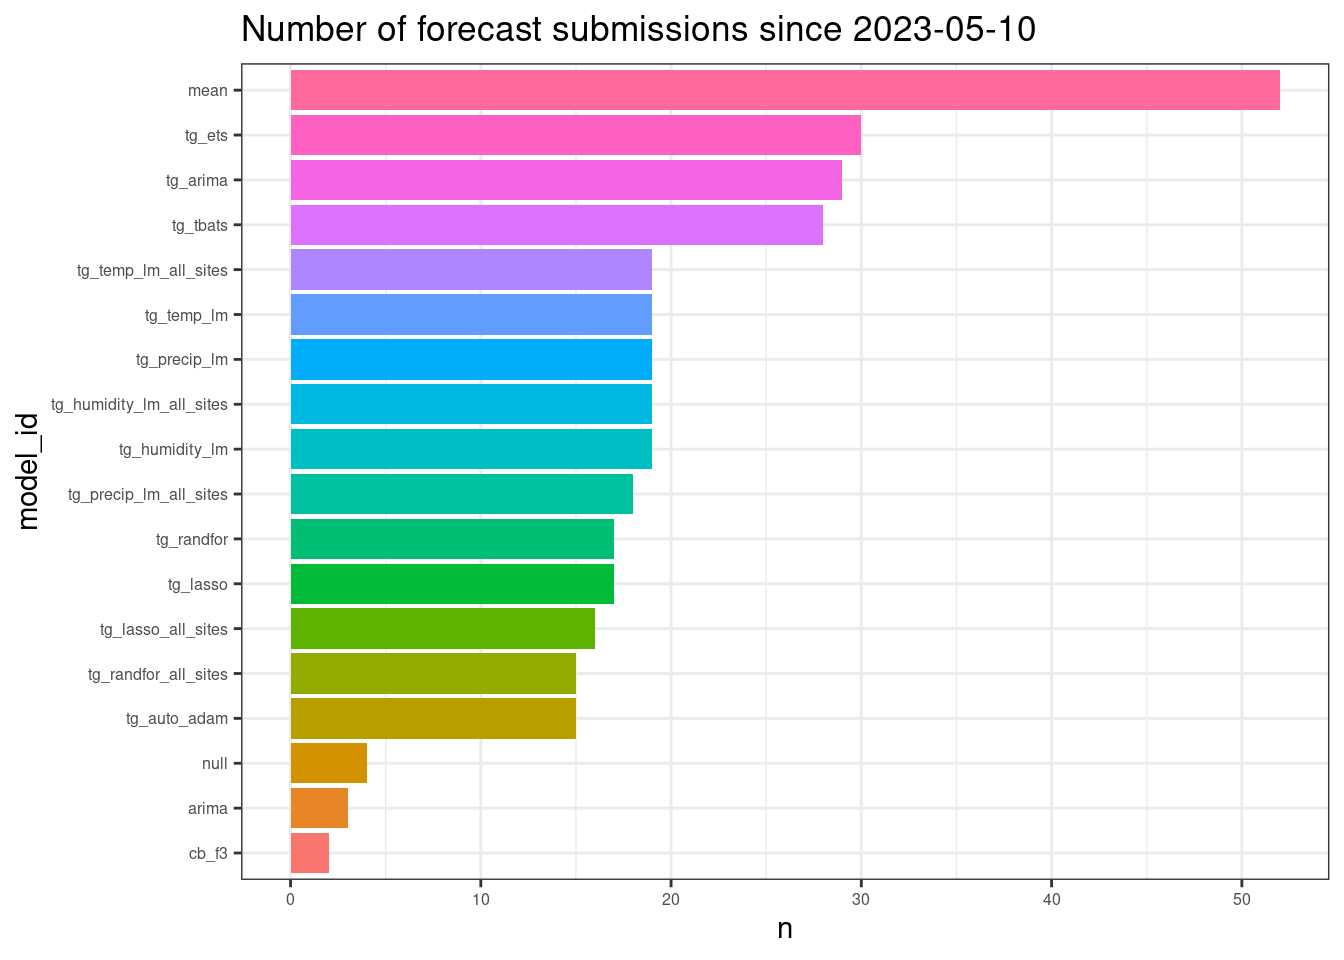 Number of forecast submissions since 2023-05-10
model_id
mean
tg_ets
tg_arima
tg_tbats
tg_temp_lm_all_sites
tg_temp_lm
tg_precip_lm
tg_humidity_lm_all_sites
tg_humidity_lm
tg_precip_lm_all_sites
tg_randfor
tg_lasso
tg_lasso_all_sites
tg_randfor_all_sites
tg_auto_adam
null
arima
cb_f3
0 10 20 30 40 50
n